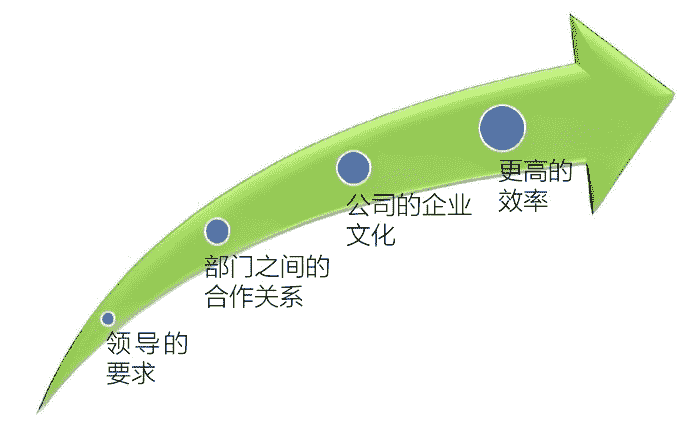 更高的
效率
公司的企业
文化
部门之间的
合作关系
领导的
要求